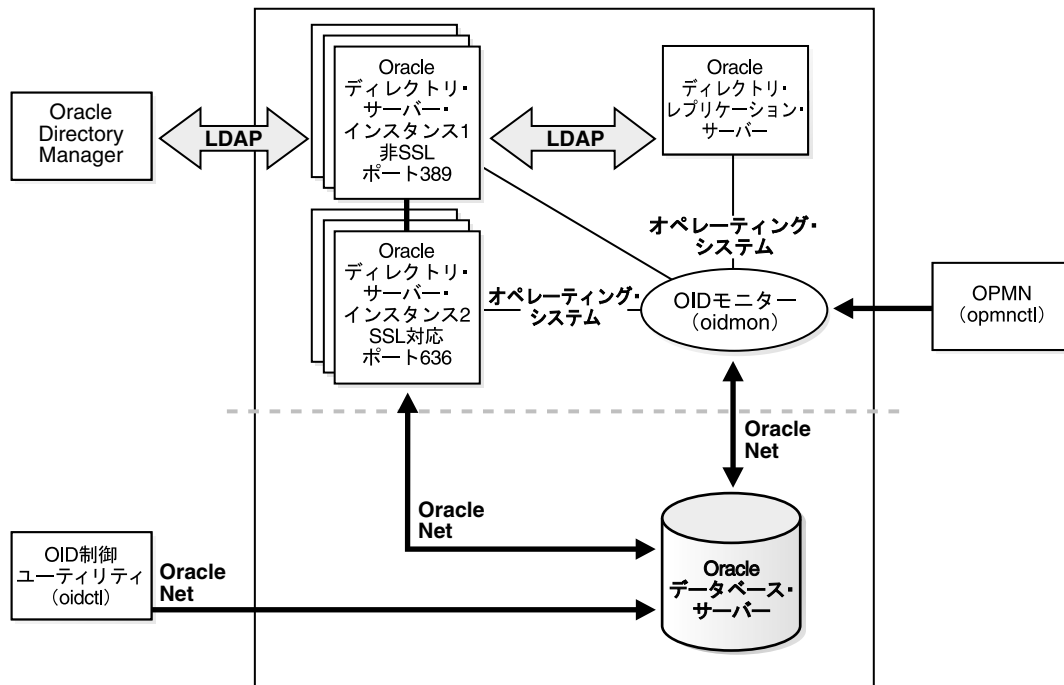 Oracle
Directory
Manager
LDAP
Oracle
ディレクトリ・
サーバー・
インスタンス1
非SSL
ポート389
LDAP
Oracle
ディレクトリ・
レプリケーション・
サーバー
オペレーティング・
システム
Oracle
ディレクトリ・
サーバー・
インスタンス2
SSL対応
ポート636
オペレーティング・
システム
OIDモニター
（oidmon）
OPMN
（opmnctl）
Oracle
Net
Oracle
Net
OID制御
ユーティリティ
（oidctl）
Oracle
Net
Oracle
データベース・
サーバー